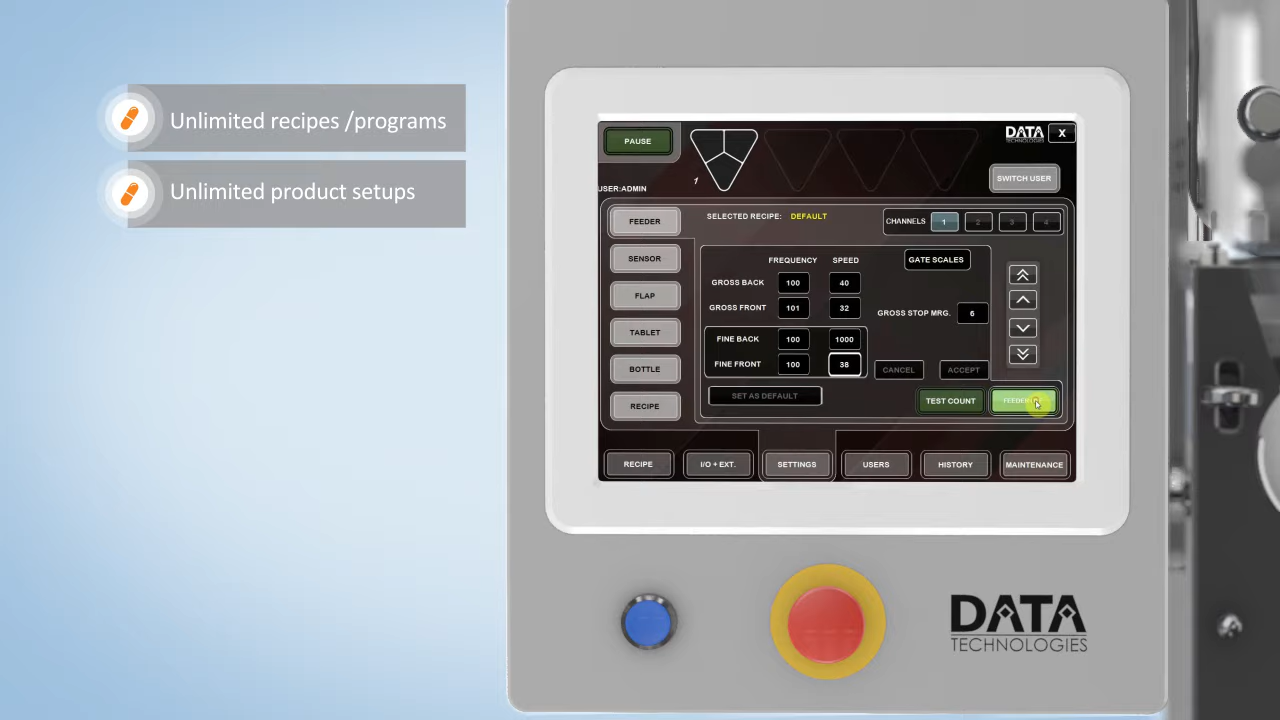 Unlimited recipes /programs
Unlimited product setups
PAUSE
1
DATA
TECHNOLOGIES
X
SWITCH USER
USER:ADMIN
FEEDER
SENSOR
FLAP
TABLET
BOTTLE
RECIPE
SELECTED RECIPE: DEFAULT
CHANNELS 1 2 3 4
FREQUENCY SPEED
GATE SCALES
GROSS BACK 100 40
GROSS FRONT 101 32
GROSS STOP MRG. 6
FINE BACK 100 1000
FINE FRONT 100 38
CANCEL ACCEPT
SET AS DEFAULT
TEST COUNT
FEEDER
RECIPE I/O + EXT. SETTINGS USERS HISTORY MAINTENANCE
DATA
TECHNOLOGIES